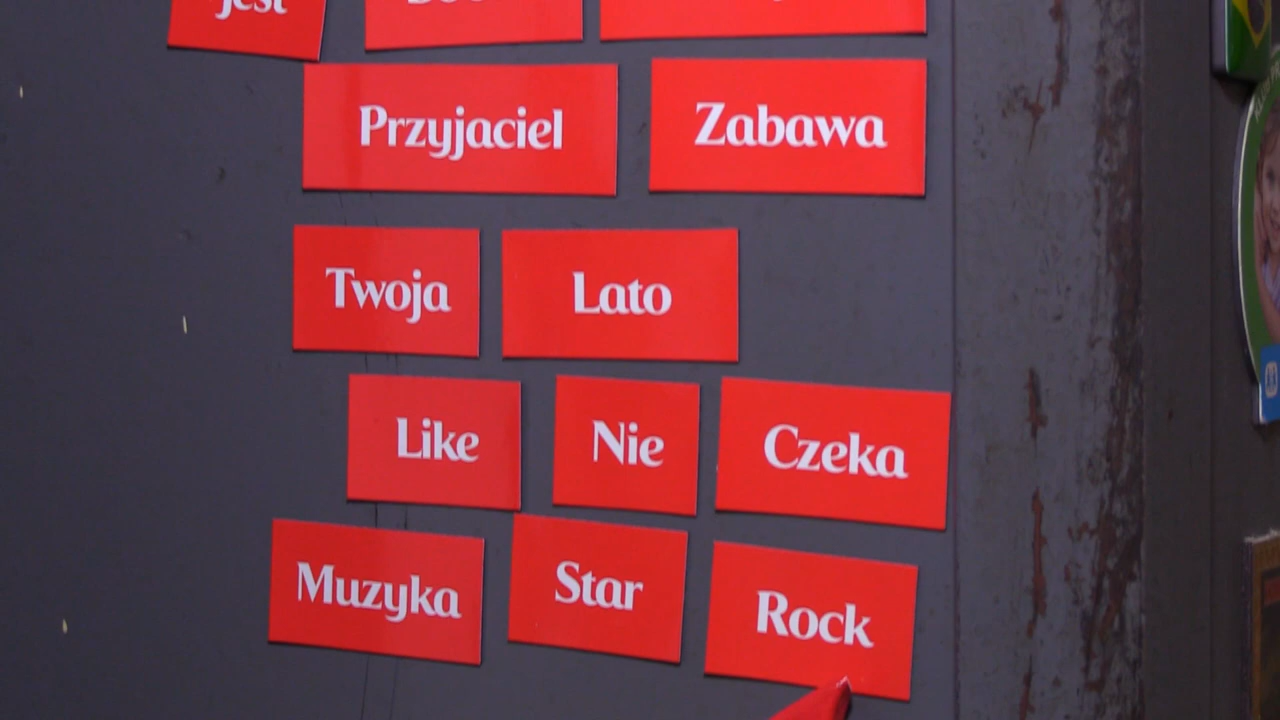 jest
Przyjaciel Zabawa
Twoja Lato
Like Nie Czeka
Muzyka Star Rock